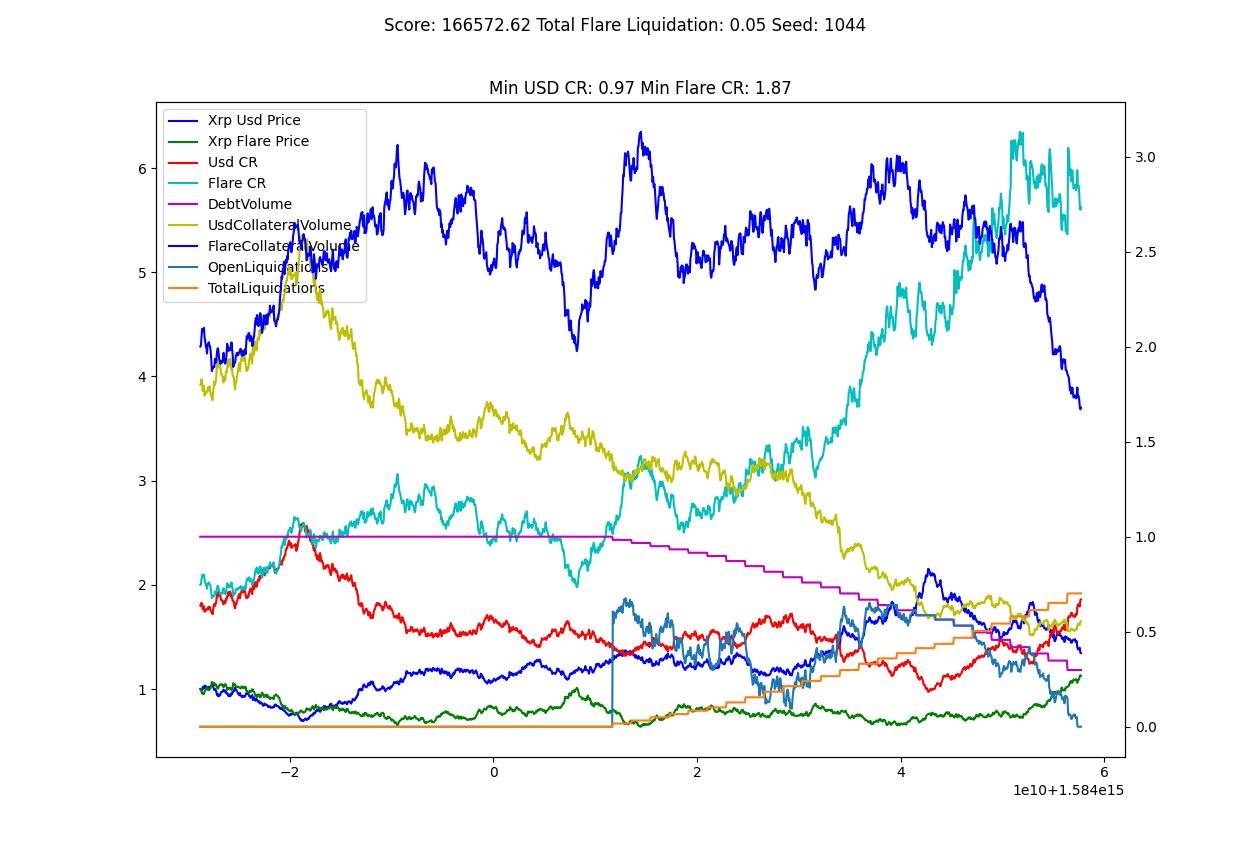 Score: 166572.62 Total Flare Liquidation: 0.05 Seed: 1044
Min USD CR: 0.97 Min Flare CR: 1.87
Xrp Usd Price
Xrp Flare Price
Usd CR
Flare CR
DebtVolume
UsdCollateralVolume
FlareCollateralVolume
OpenLiquidations
TotalLiquidations
6
5
4
3
2
1
3.0
2.5
2.0
1.5
1.0
0.5
0.0
−2
0
2
4
6
1e10+1.584e15